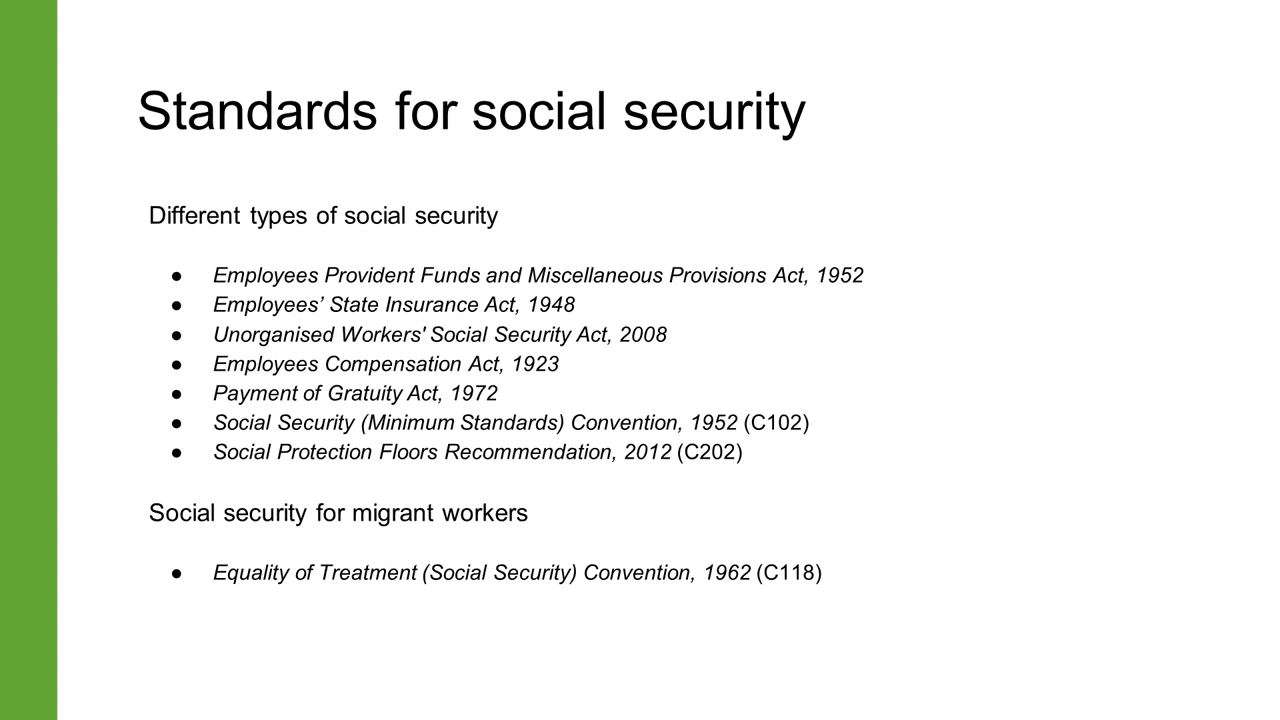 Standards for social security
Different types of social security
● Employees Provident Funds and Miscellaneous Provisions Act, 1952
● Employees’ State Insurance Act, 1948
● Unorganised Workers' Social Security Act, 2008
● Employees Compensation Act, 1923
● Payment of Gratuity Act, 1972
● Social Security (Minimum Standards) Convention, 1952 (C102)
● Social Protection Floors Recommendation, 2012 (C202)
Social security for migrant workers
● Equality of Treatment (Social Security) Convention, 1962 (C118)